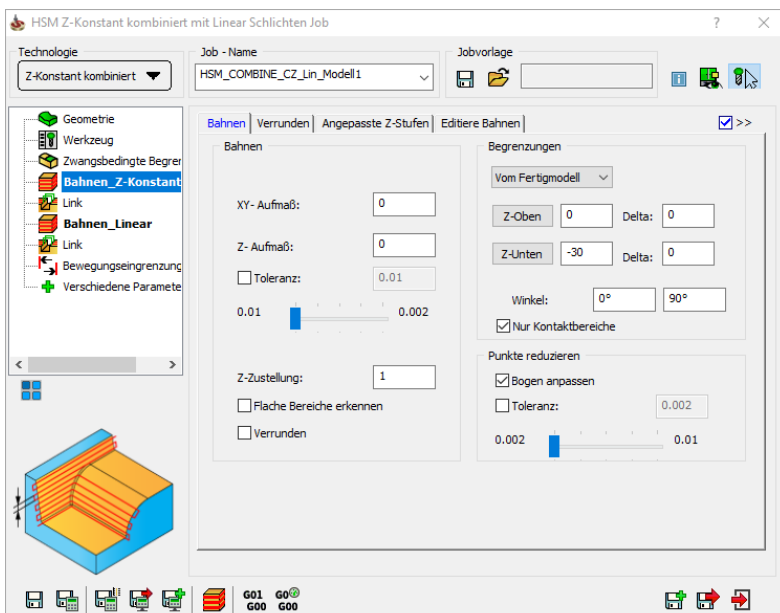 HSM Z-Konstant kombiniert mit Linear Schlichten Job
Technologie
Z-Konstant kombiniert
Job - Name
HSM_COMBINE_CZ_Lin_Modell1
Jobvorlage
Geometrie
Werkzeug
Zwangsbedingte Begrer
Bahnen_Z-Konstant
Link
Bahnen_Linear
Link
Bewegungseingrenzung
Verschiedene Paramete
Bahnen
Verrunden
Angepasste Z-Stufen
Editiere Bahnen
>>
Bahnen
XY- Aufmaß:
0
Z- Aufmaß:
0
Toleranz:
0.01
0.01
0.002
Z-Zustellung:
1
Flache Bereiche erkennen
Verrunden
Begrenzungen
Vom Fertigmodell
Z-Oben
0
Delta:
0
Z-Unten
-30
Delta:
0
Winkel:
0°
90°
Nur Kontaktbereiche
Punkte reduzieren
Bogen anpassen
Toleranz:
0.002
0.002
0.01
G01
G00
G0
G00